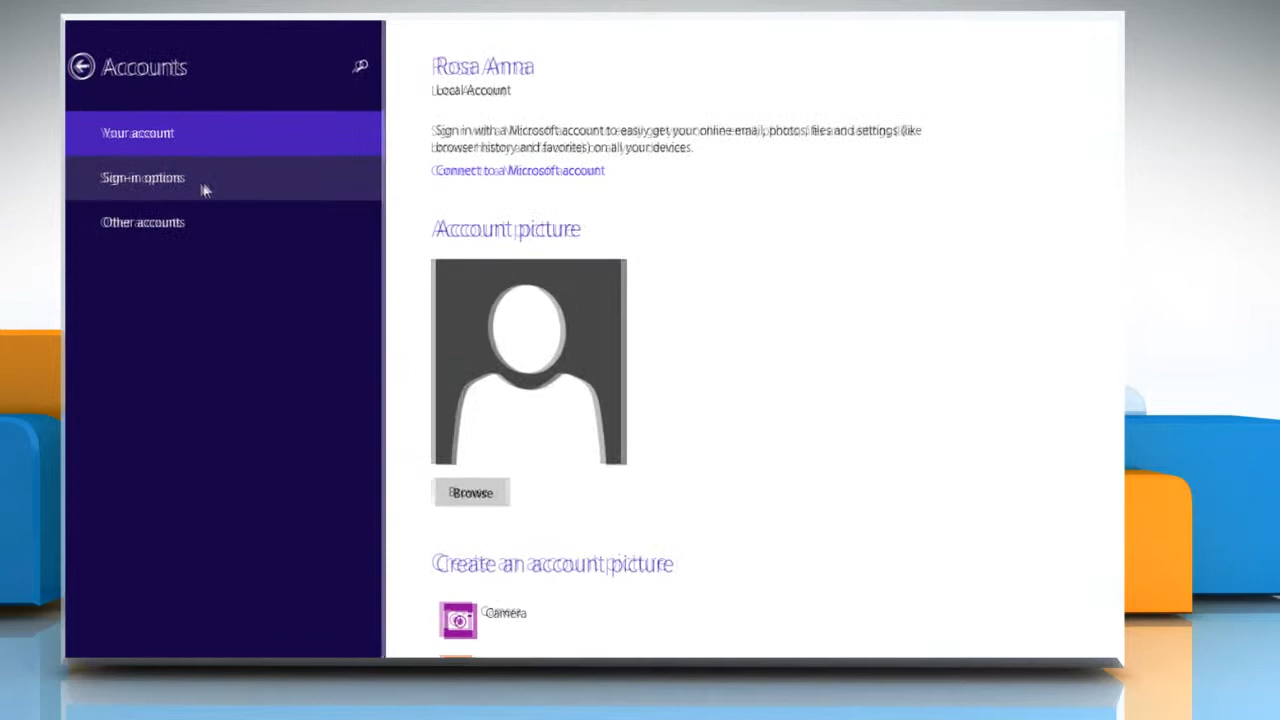 Accounts
Your account
Sign-in options
Other accounts
Rosa Anna
Local Account
Sign in with a Microsoft account to easily get your online email, photos, files and settings (like
browser history and favorites) on all your devices.
Connect to a Microsoft account
Account picture
Browse
Create an account picture
Camera